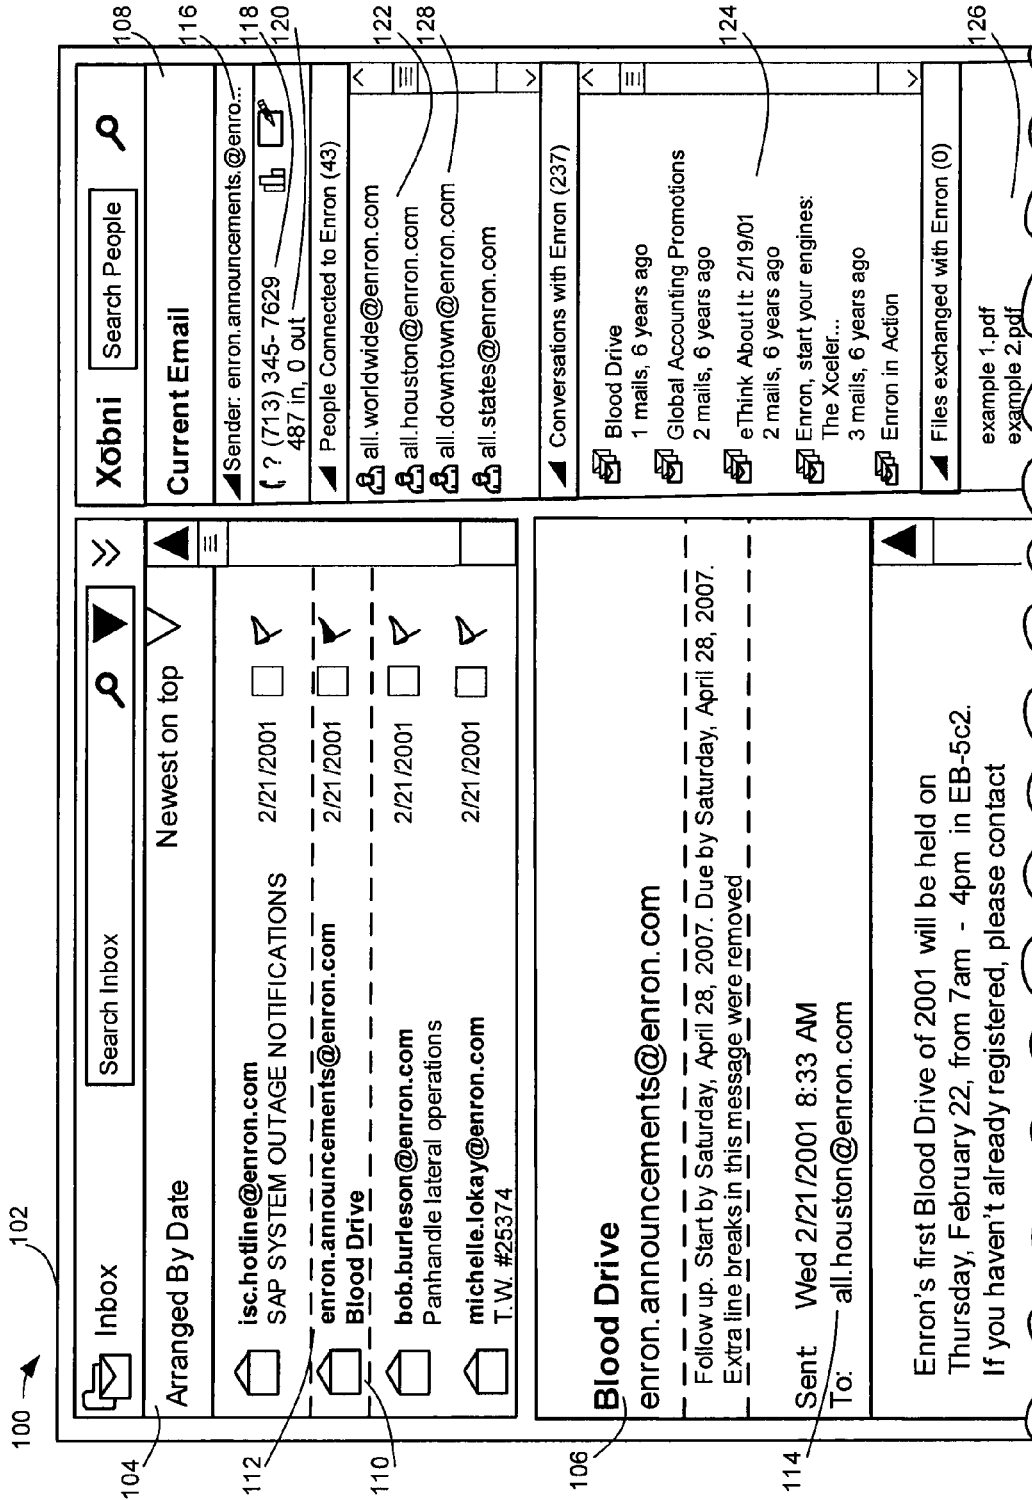 100
102
104
112
110
106
114
108
116
118
120
122
128
124
126
Inbox
Search Inbox
Arranged By Date
Newest on top
isc.hotline@enron.com
2/21/2001
SAP SYSTEM OUTAGE NOTIFICATIONS
enron.announcements@enron.com
2/21/2001
Blood Drive
bob.burleson@enron.com
2/21/2001
Panhandle lateral operations
michelle.lokay@enron.com
2/21/2001
T.W. #25374
Blood Drive
enron.announcements@enron.com
Follow up. Start by Saturday, April 28, 2007. Due by Saturday, April 28, 2007.
Extra line breaks in this message were removed
Sent Wed 2/21/2001 8:33 AM
To: all.houston@enron.com
Enron's first Blood Drive of 2001 will be held on
Thursday, February 22, from 7am - 4pm in EB-5c2.
If you haven't already registered, please contact
Xobni
Search People
Current Email
Sender: enron.announcements.@enro...
? (713) 345- 7629
487 in, 0 out
People Connected to Enron (43)
all.worldwide@enron.com
all.houston@enron.com
all.downtown@enron.com
all.states@enron.com
Conversations with Enron (237)
Blood Drive
1 mails, 6 years ago
Global Accounting Promotions
2 mails, 6 years ago
eThink About It: 2/19/01
2 mails, 6 years ago
Enron, start your engines:
The Xceler...
3 mails, 6 years ago
Enron in Action
Files exchanged with Enron (0)
example 1.pdf
example 2.pdf